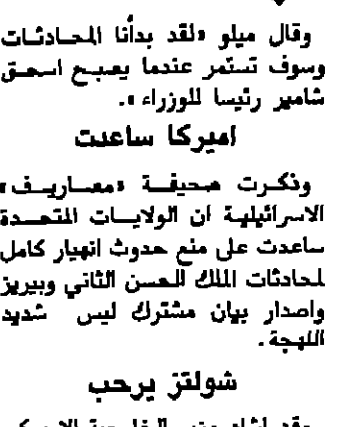 وقال ميلو «لقد بدأنا المحادثات
وسوف تستمر عندما يصبح اسحق
شامير رئيسا للوزراء».
اميركا ساعدت
وذكرت صحيفة «معاريف»
الاسرائيلية ان الولايات المتحدة
ساعدت على منع حدوث انهيار كامل
لمحادثات الملك الحسن الثاني وبيريز
واصدار بيان مشترك ليس شديد
اللهجة.
شولتز يرحب